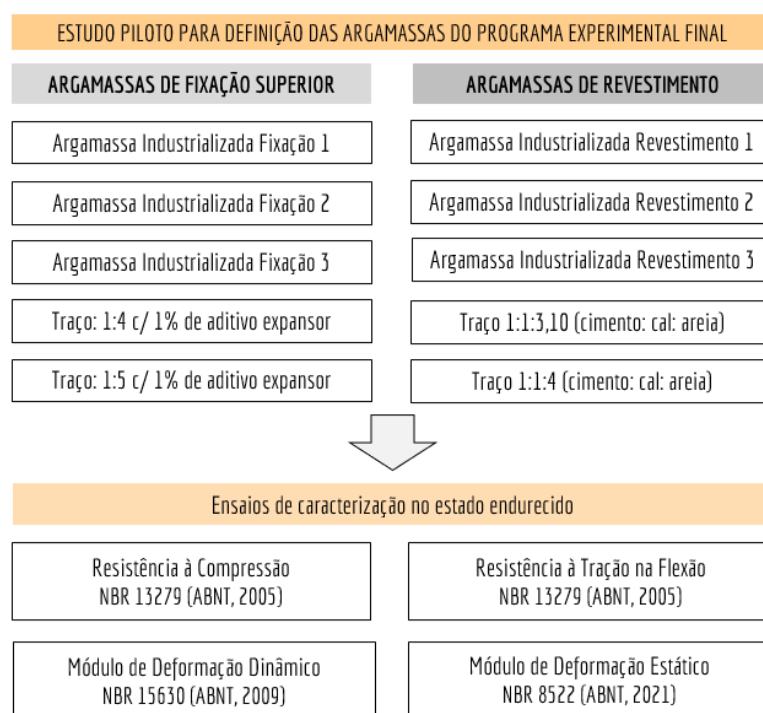 ESTUDO PILOTO PARA DEFINIÇÃO DAS ARGAMASSAS DO PROGRAMA EXPERIMENTAL FINAL
ARGAMASSAS DE FIXAÇÃO SUPERIOR
Argamassa Industrializada Fixação 1
Argamassa Industrializada Fixação 2
Argamassa Industrializada Fixação 3
Traço: 1:4 c/ 1% de aditivo expansor
Traço: 1:5 c/ 1% de aditivo expansor
ARGAMASSAS DE REVESTIMENTO
Argamassa Industrializada Revestimento 1
Argamassa Industrializada Revestimento 2
Argamassa Industrializada Revestimento 3
Traço 1:1:3,10 (cimento: cal: areia)
Traço 1:1:4 (cimento: cal: areia)
Ensaios de caracterização no estado endurecido
Resistência à Compressão
NBR 13279 (ABNT, 2005)
Resistência à Tração na Flexão
NBR 13279 (ABNT, 2005)
Módulo de Deformação Dinâmico
NBR 15630 (ABNT, 2009)
Módulo de Deformação Estático
NBR 8522 (ABNT, 2021)